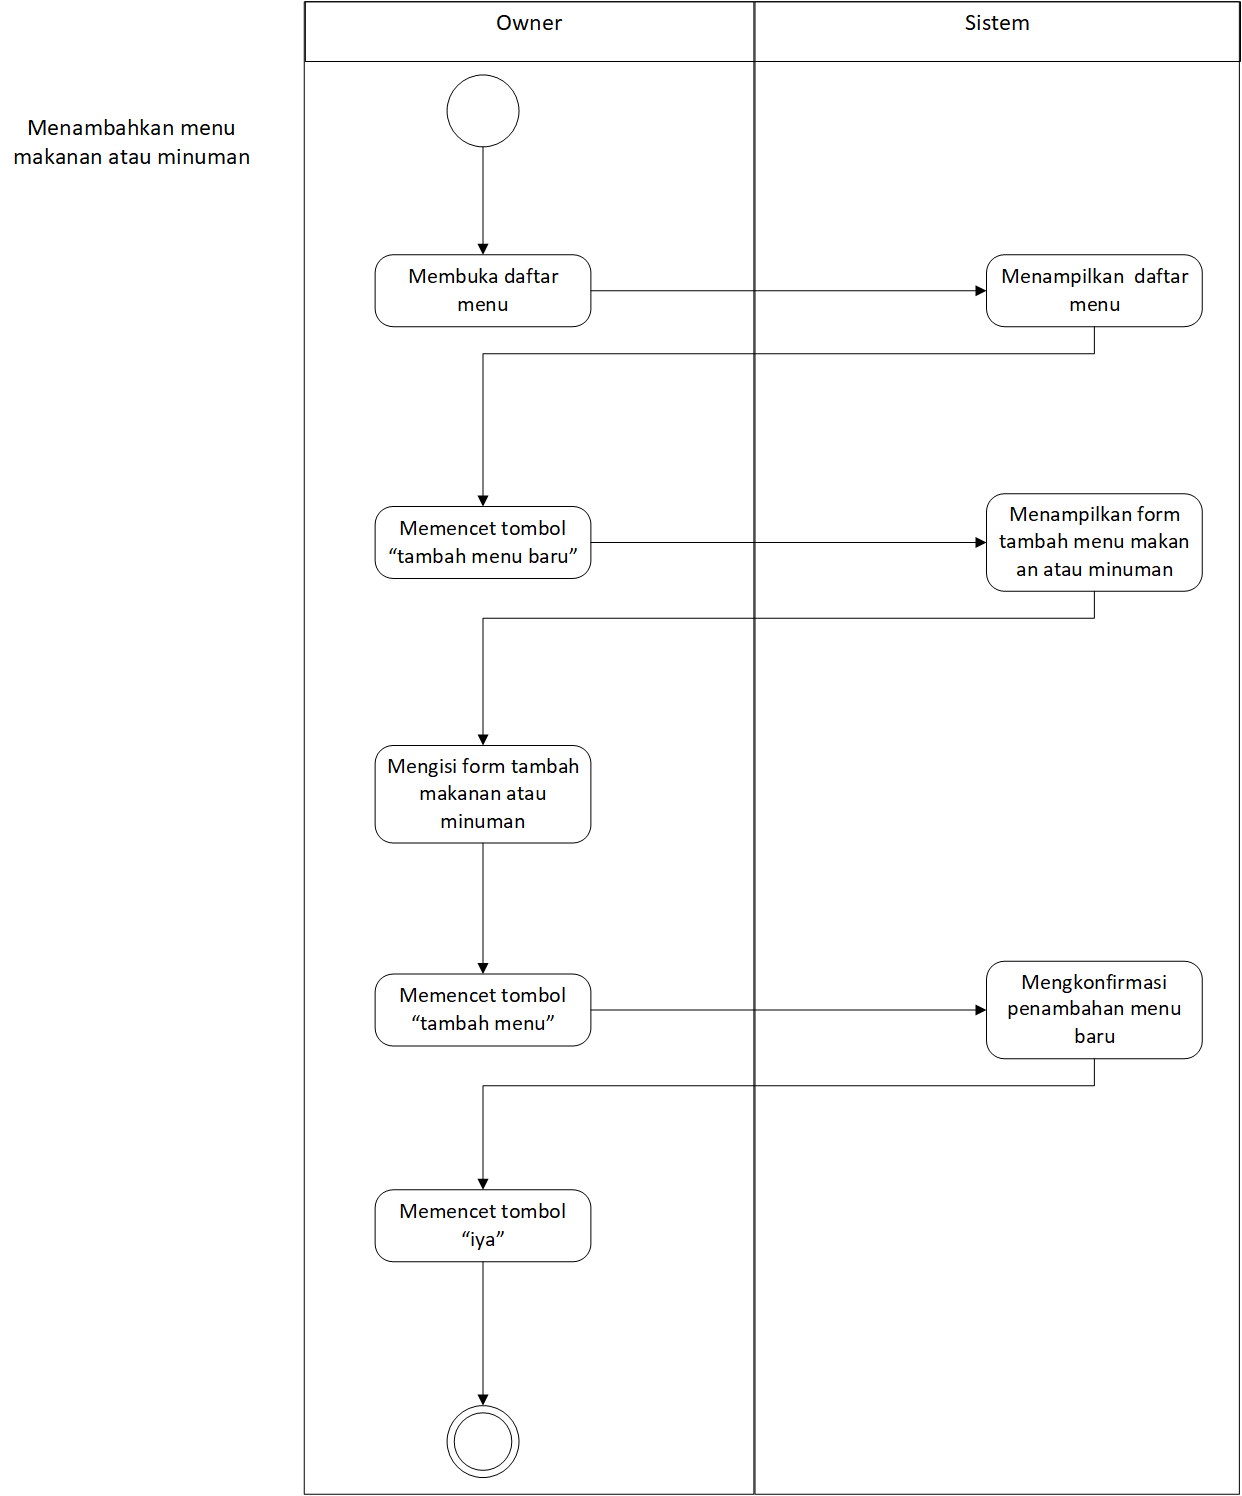 Owner
Sistem
Menambahkan menu
makanan atau minuman
Membuka daftar
menu
Menampilkan  daftar
menu
Memencet tombol
“tambah menu baru”
Menampilkan form
tambah menu makan
an atau minuman
Mengisi form tambah
makanan atau
minuman
Memencet tombol
“tambah menu”
Mengkonfirmasi
penambahan menu
baru
Memencet tombol
“iya”